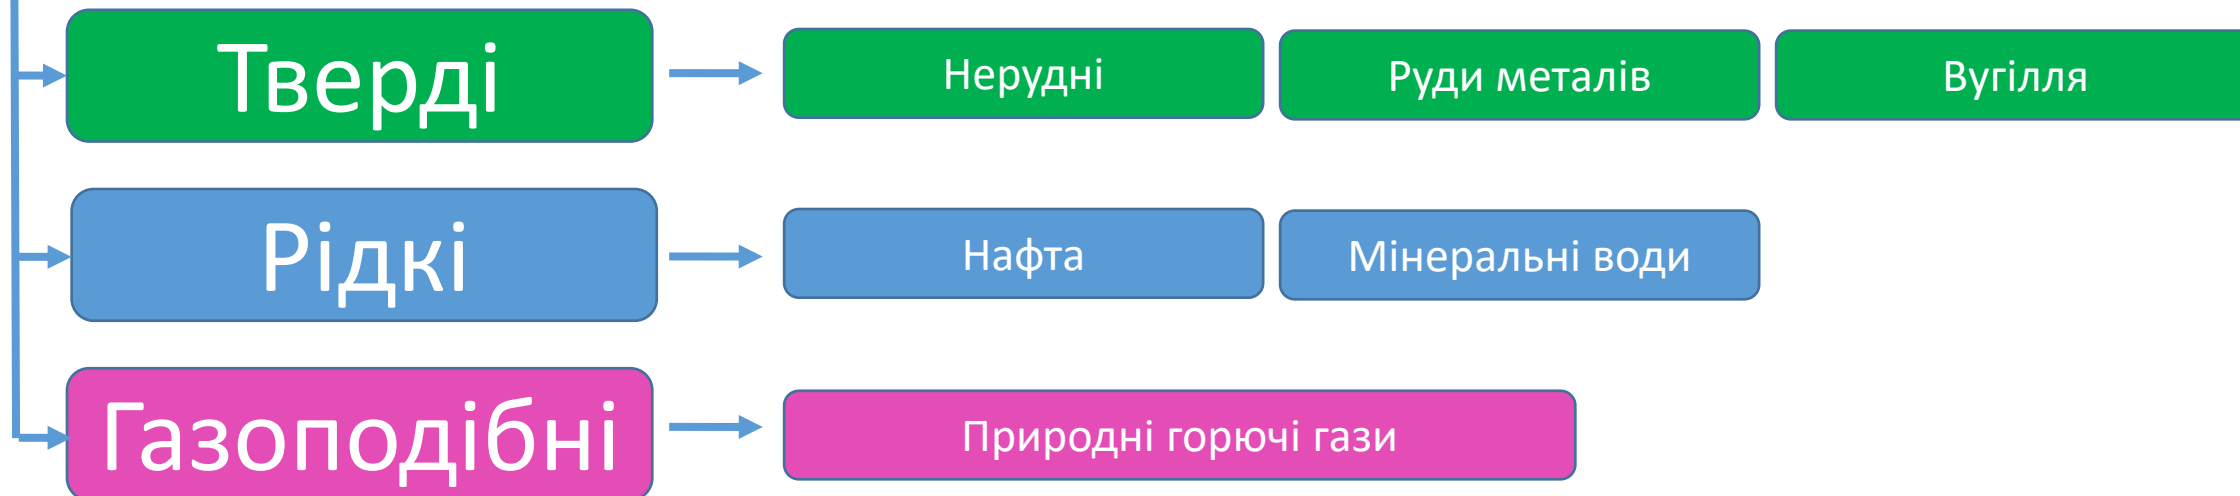 Тверді
Нерудні
Руди металів
Вугілля
Рідкі
Нафта
Мінеральні води
Газоподібні
Природні горючі гази